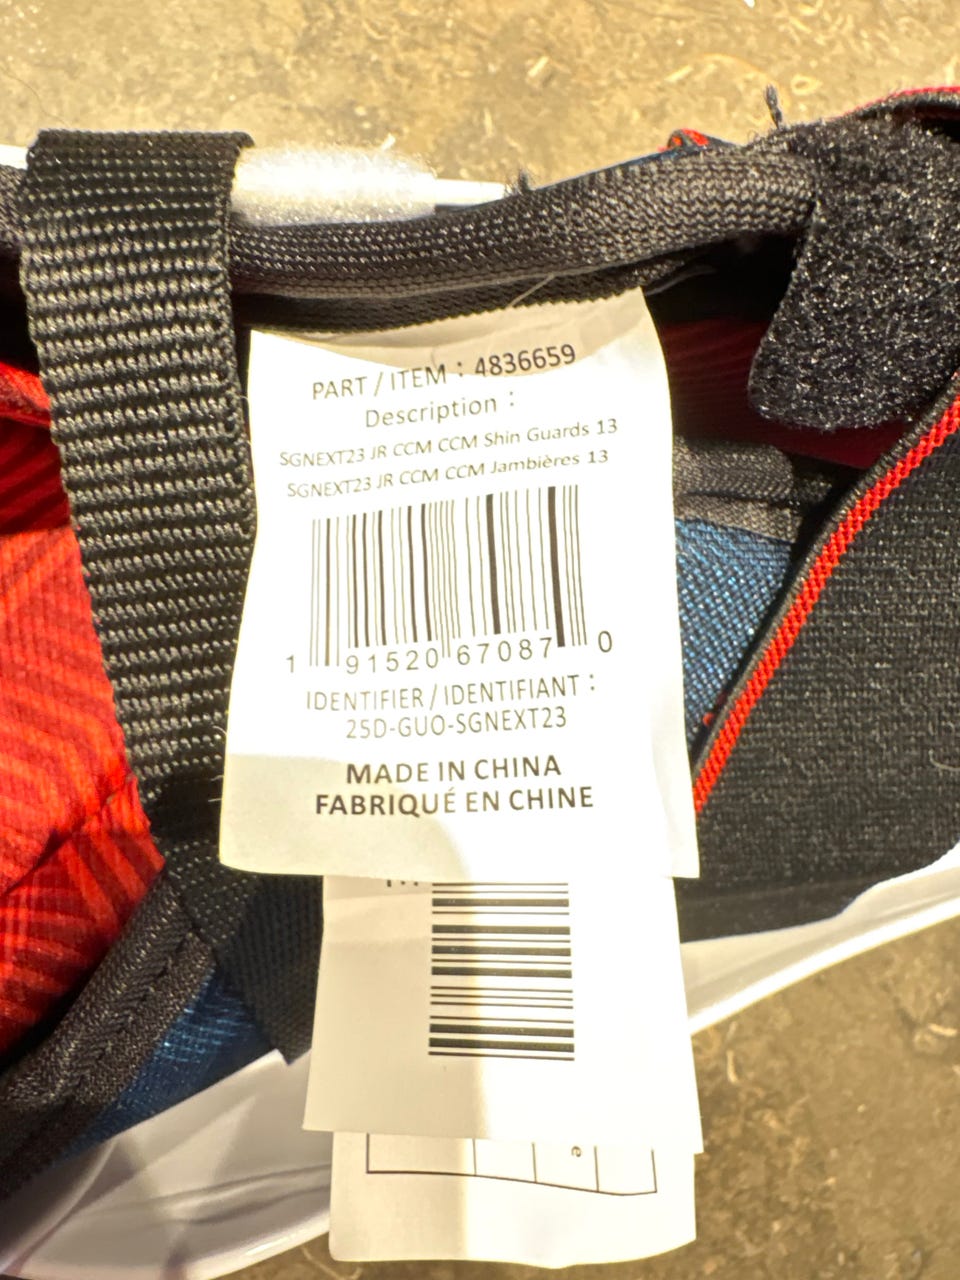 PART / ITEM : 4836659
Description :
SGNEXT23 JR CCM CCM Shin Guards 13
SGNEXT23 JR CCM CCM Jambières 13
1 91520 67087 0
IDENTIFIER / IDENTIFIANT :
25D-GUO-SGNEXT23
MADE IN CHINA
FABRIQUÉ EN CHINE
e